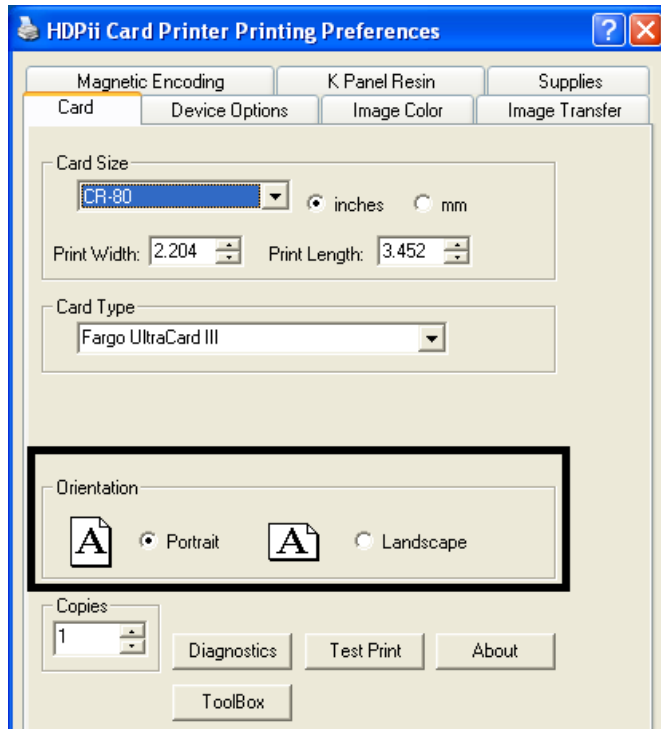 HDPii Card Printer Printing Preferences
Magnetic Encoding K Panel Resin Supplies
Card Device Options Image Color Image Transfer
Card Size
CR-80 inches mm
Print Width: 2.204 Print Length: 3.452
Card Type
Fargo UltraCard III
Orientation
A Portrait A Landscape
Copies
1
Diagnostics Test Print About
ToolBox